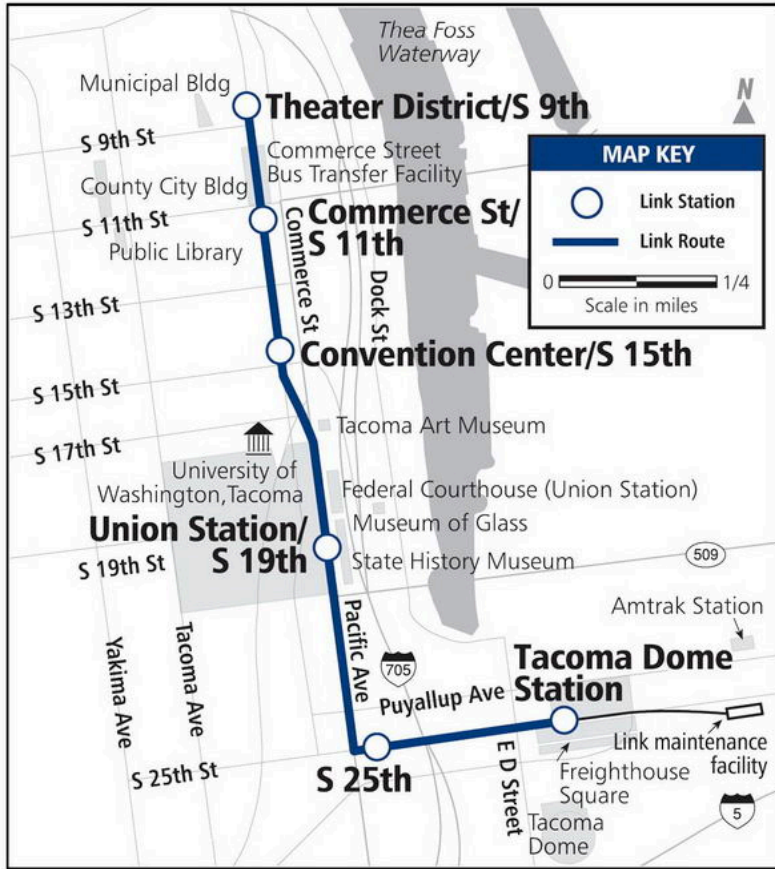 Thea Foss
Waterway
Municipal Bldg
Theater District/S 9th
N
S 9th St
MAP KEY
Link Station
Link Route
0
1/4
Scale in miles
Commerce Street
Bus Transfer Facility
County City Bldg
S 11th St
Commerce St/
S 11th
Public Library
Commerce St
Dock St
S 13th St
Convention Center/S 15th
S 15th St
S 17th St
Tacoma Art Museum
University of
Washington, Tacoma
Federal Courthouse (Union Station)
Museum of Glass
Union Station/
S 19th
State History Museum
S 19th St
509
Amtrak Station
Yakima Ave
Tacoma Ave
Pacific Ave
705
Tacoma Dome
Station
Puyallup Ave
Link maintenance
facility
S 25th St
S 25th
E D Street
Freighthouse
Square
Tacoma
Dome
5